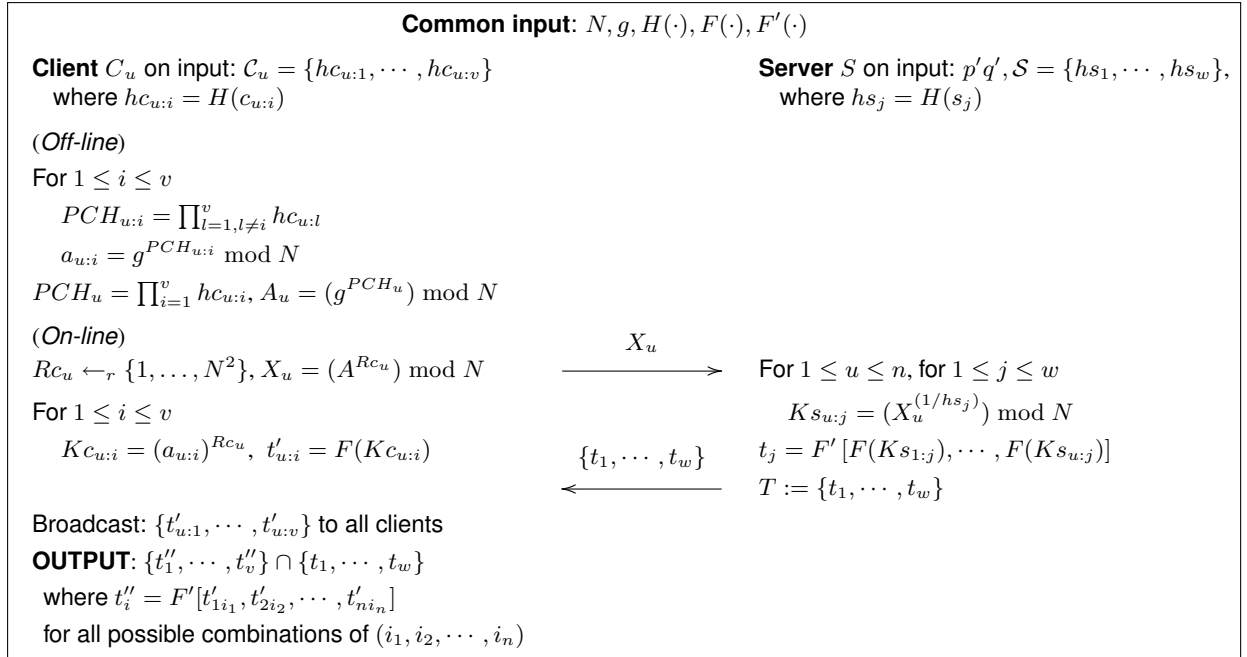 Common input: N, g, H(·), F(·), F′(·)
Client C_u on input: 𝒞_u = {hc_{u:1}, ⋯ , hc_{u:v}}
where hc_{u:i} = H(c_{u:i})
Server S on input: p′q′, 𝒮 = {hs_1, ⋯ , hs_w},
where hs_j = H(s_j)
(Off-line)
For 1 ≤ i ≤ v
PCH_{u:i} = ∏_{l=1,l≠i}^{v} hc_{u:l}
a_{u:i} = g^{PCH_{u:i}} mod N
PCH_u = ∏_{i=1}^{v} hc_{u:i}, A_u = (g^{PCH_u}) mod N
(On-line)
Rc_u ←_r {1, . . . , N^2}, X_u = (A^{Rc_u}) mod N
X_u
For 1 ≤ u ≤ n, for 1 ≤ j ≤ w
For 1 ≤ i ≤ v
Ks_{u:j} = (X_u^{(1/hs_j)}) mod N
Kc_{u:i} = (a_{u:i})^{Rc_u}, t′_{u:i} = F(Kc_{u:i})
{t_1, ⋯ , t_w}
t_j = F′ [F(Ks_{1:j}), ⋯ , F(Ks_{u:j})]
T := {t_1, ⋯ , t_w}
Broadcast: {t′_{u:1}, ⋯ , t′_{u:v}} to all clients
OUTPUT: {t″_1, ⋯ , t″_v} ∩ {t_1, ⋯ , t_w}
where t″_i = F′[t′_{1i_1}, t′_{2i_2}, ⋯ , t′_{ni_n}]
for all possible combinations of (i_1, i_2, ⋯ , i_n)